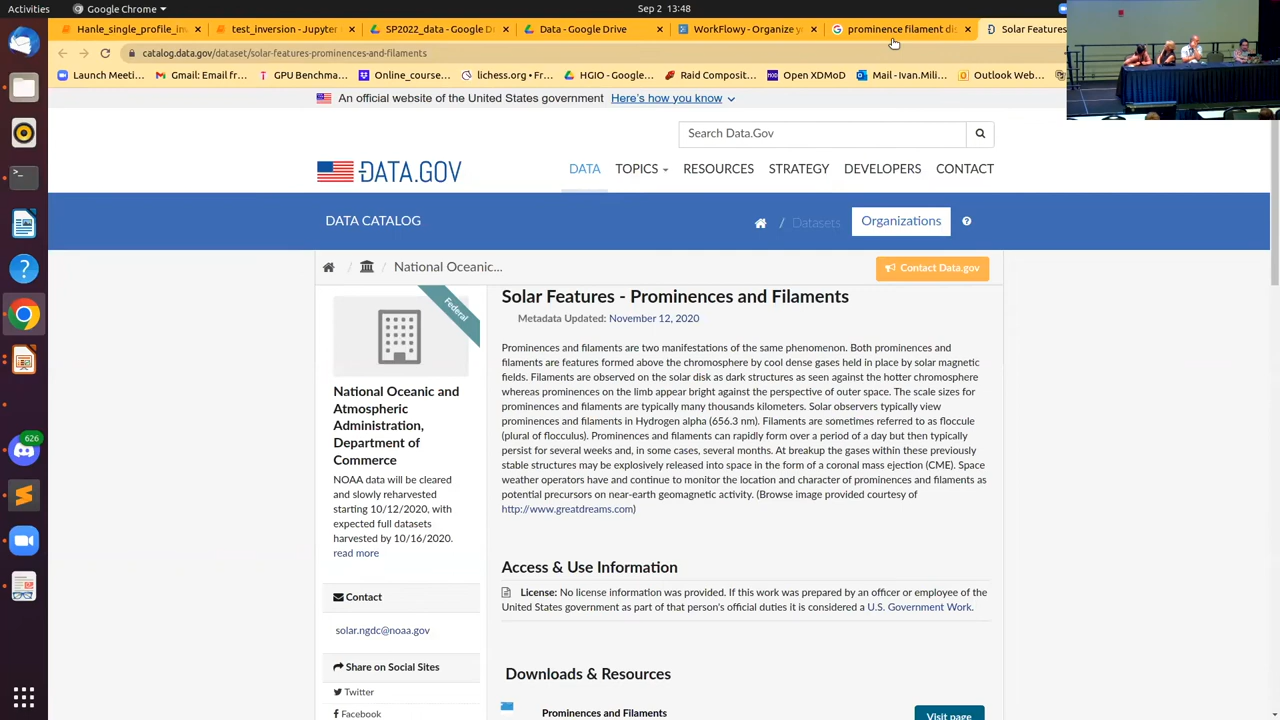 Activities
Google Chrome
Sep 2 13:48
Hanle_single_profile_in
test_inversion - Jupyter
SP2022_data - Google D
Data - Google Drive
WorkFlowy - Organize y
prominence filament di
Solar Features
catalog.data.gov/dataset/solar-features-prominences-and-filaments
Launch Meeti... Gmail: Email fr... GPU Benchma... Online_course... lichess.org • Fr... HGIO - Google... Raid Composit... Open XDMoD Mail - Ivan.Mili... Outlook Web...
An official website of the United States government Here's how you know
Search Data.Gov
DATA.GOV
DATA TOPICS RESOURCES STRATEGY DEVELOPERS CONTACT
DATA CATALOG
/ Datasets Organizations
/ / National Oceanic...
Contact Data.gov
Federal
National Oceanic and
Atmospheric
Administration,
Department of
Commerce
NOAA data will be cleared
and slowly reharvested
starting 10/12/2020, with
expected full datasets
harvested by 10/16/2020.
read more
Contact
solar.ngdc@noaa.gov
Share on Social Sites
Twitter
Facebook
Solar Features - Prominences and Filaments
Metadata Updated: November 12, 2020
Prominences and filaments are two manifestations of the same phenomenon. Both prominences and
filaments are features formed above the chromosphere by cool dense gases held in place by solar magnetic
fields. Filaments are observed on the solar disk as dark structures as seen against the hotter chromosphere
whereas prominences on the limb appear bright against the perspective of outer space. The scale sizes for
prominences and filaments are typically many thousands kilometers. Solar observers typically view
prominences and filaments in Hydrogen alpha (656.3 nm). Filaments are sometimes referred to as floccule
(plural of flocculus). Prominences and filaments can rapidly form over a period of a day but then typically
persist for several weeks and, in some cases, several months. At breakup the gases within these previously
stable structures may be explosively released into space in the form of a coronal mass ejection (CME). Space
weather operators have and continue to monitor the location and character of prominences and filaments as
potential precursors on near-earth geomagnetic activity. (Browse image provided courtesy of
http://www.greatdreams.com)
Access & Use Information
License: No license information was provided. If this work was prepared by an officer or employee of the
United States government as part of that person's official duties it is considered a U.S. Government Work.
Downloads & Resources
Prominences and Filaments
Visit page
626